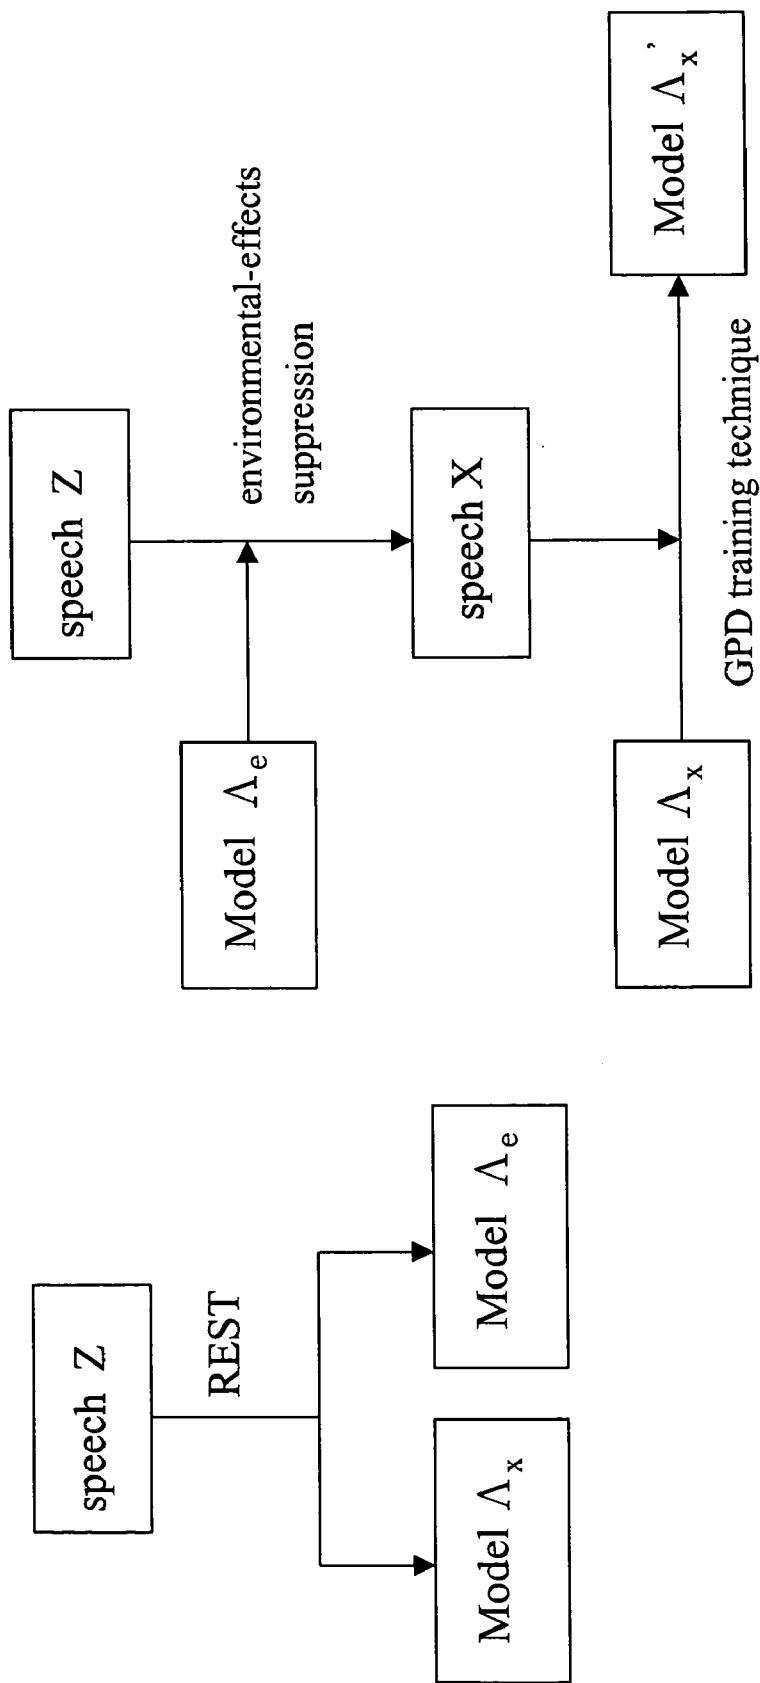 speech Z
REST
Model Λx
Model Λe
speech Z
Model Λe
environmental-effects
suppression
speech X
Model Λx
GPD training technique
Model Λx'